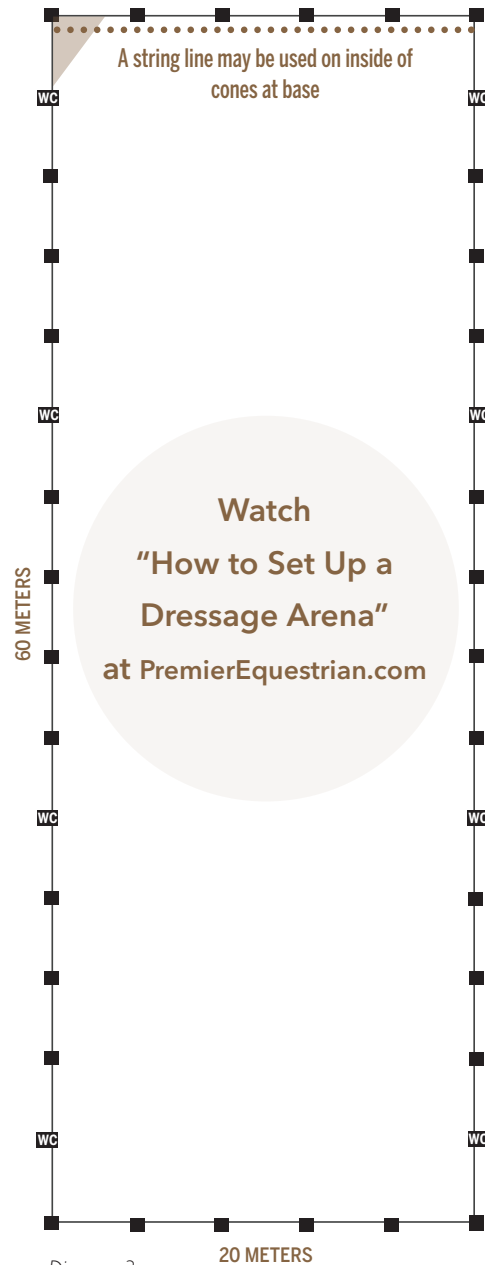 A string line may be used on inside of
cones at base
WC
WC
WC
WC
Watch
“How to Set Up a
Dressage Arena”
at PremierEquestrian.com
60 METERS
WC
WC
WC
WC
20 METERS